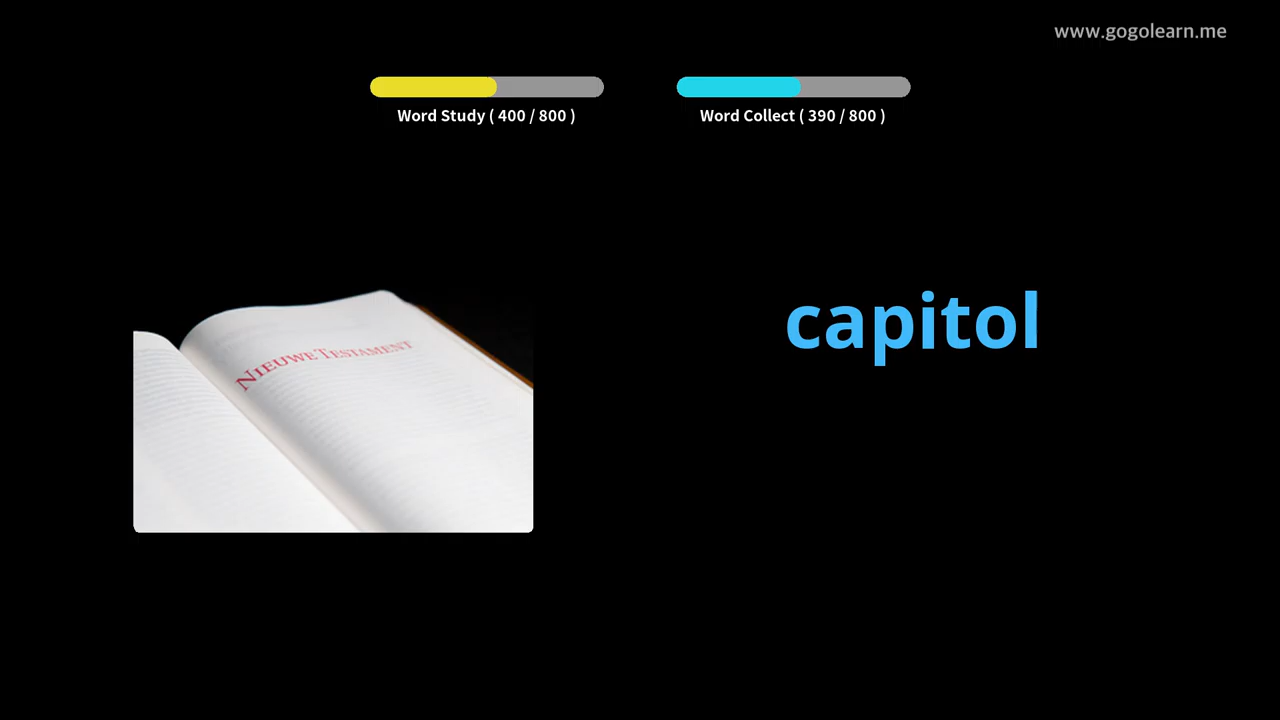 www.gogolearn.me
Word Study ( 400 / 800 )
Word Collect ( 390 / 800 )
NIEUWE TESTAMENT
capitol